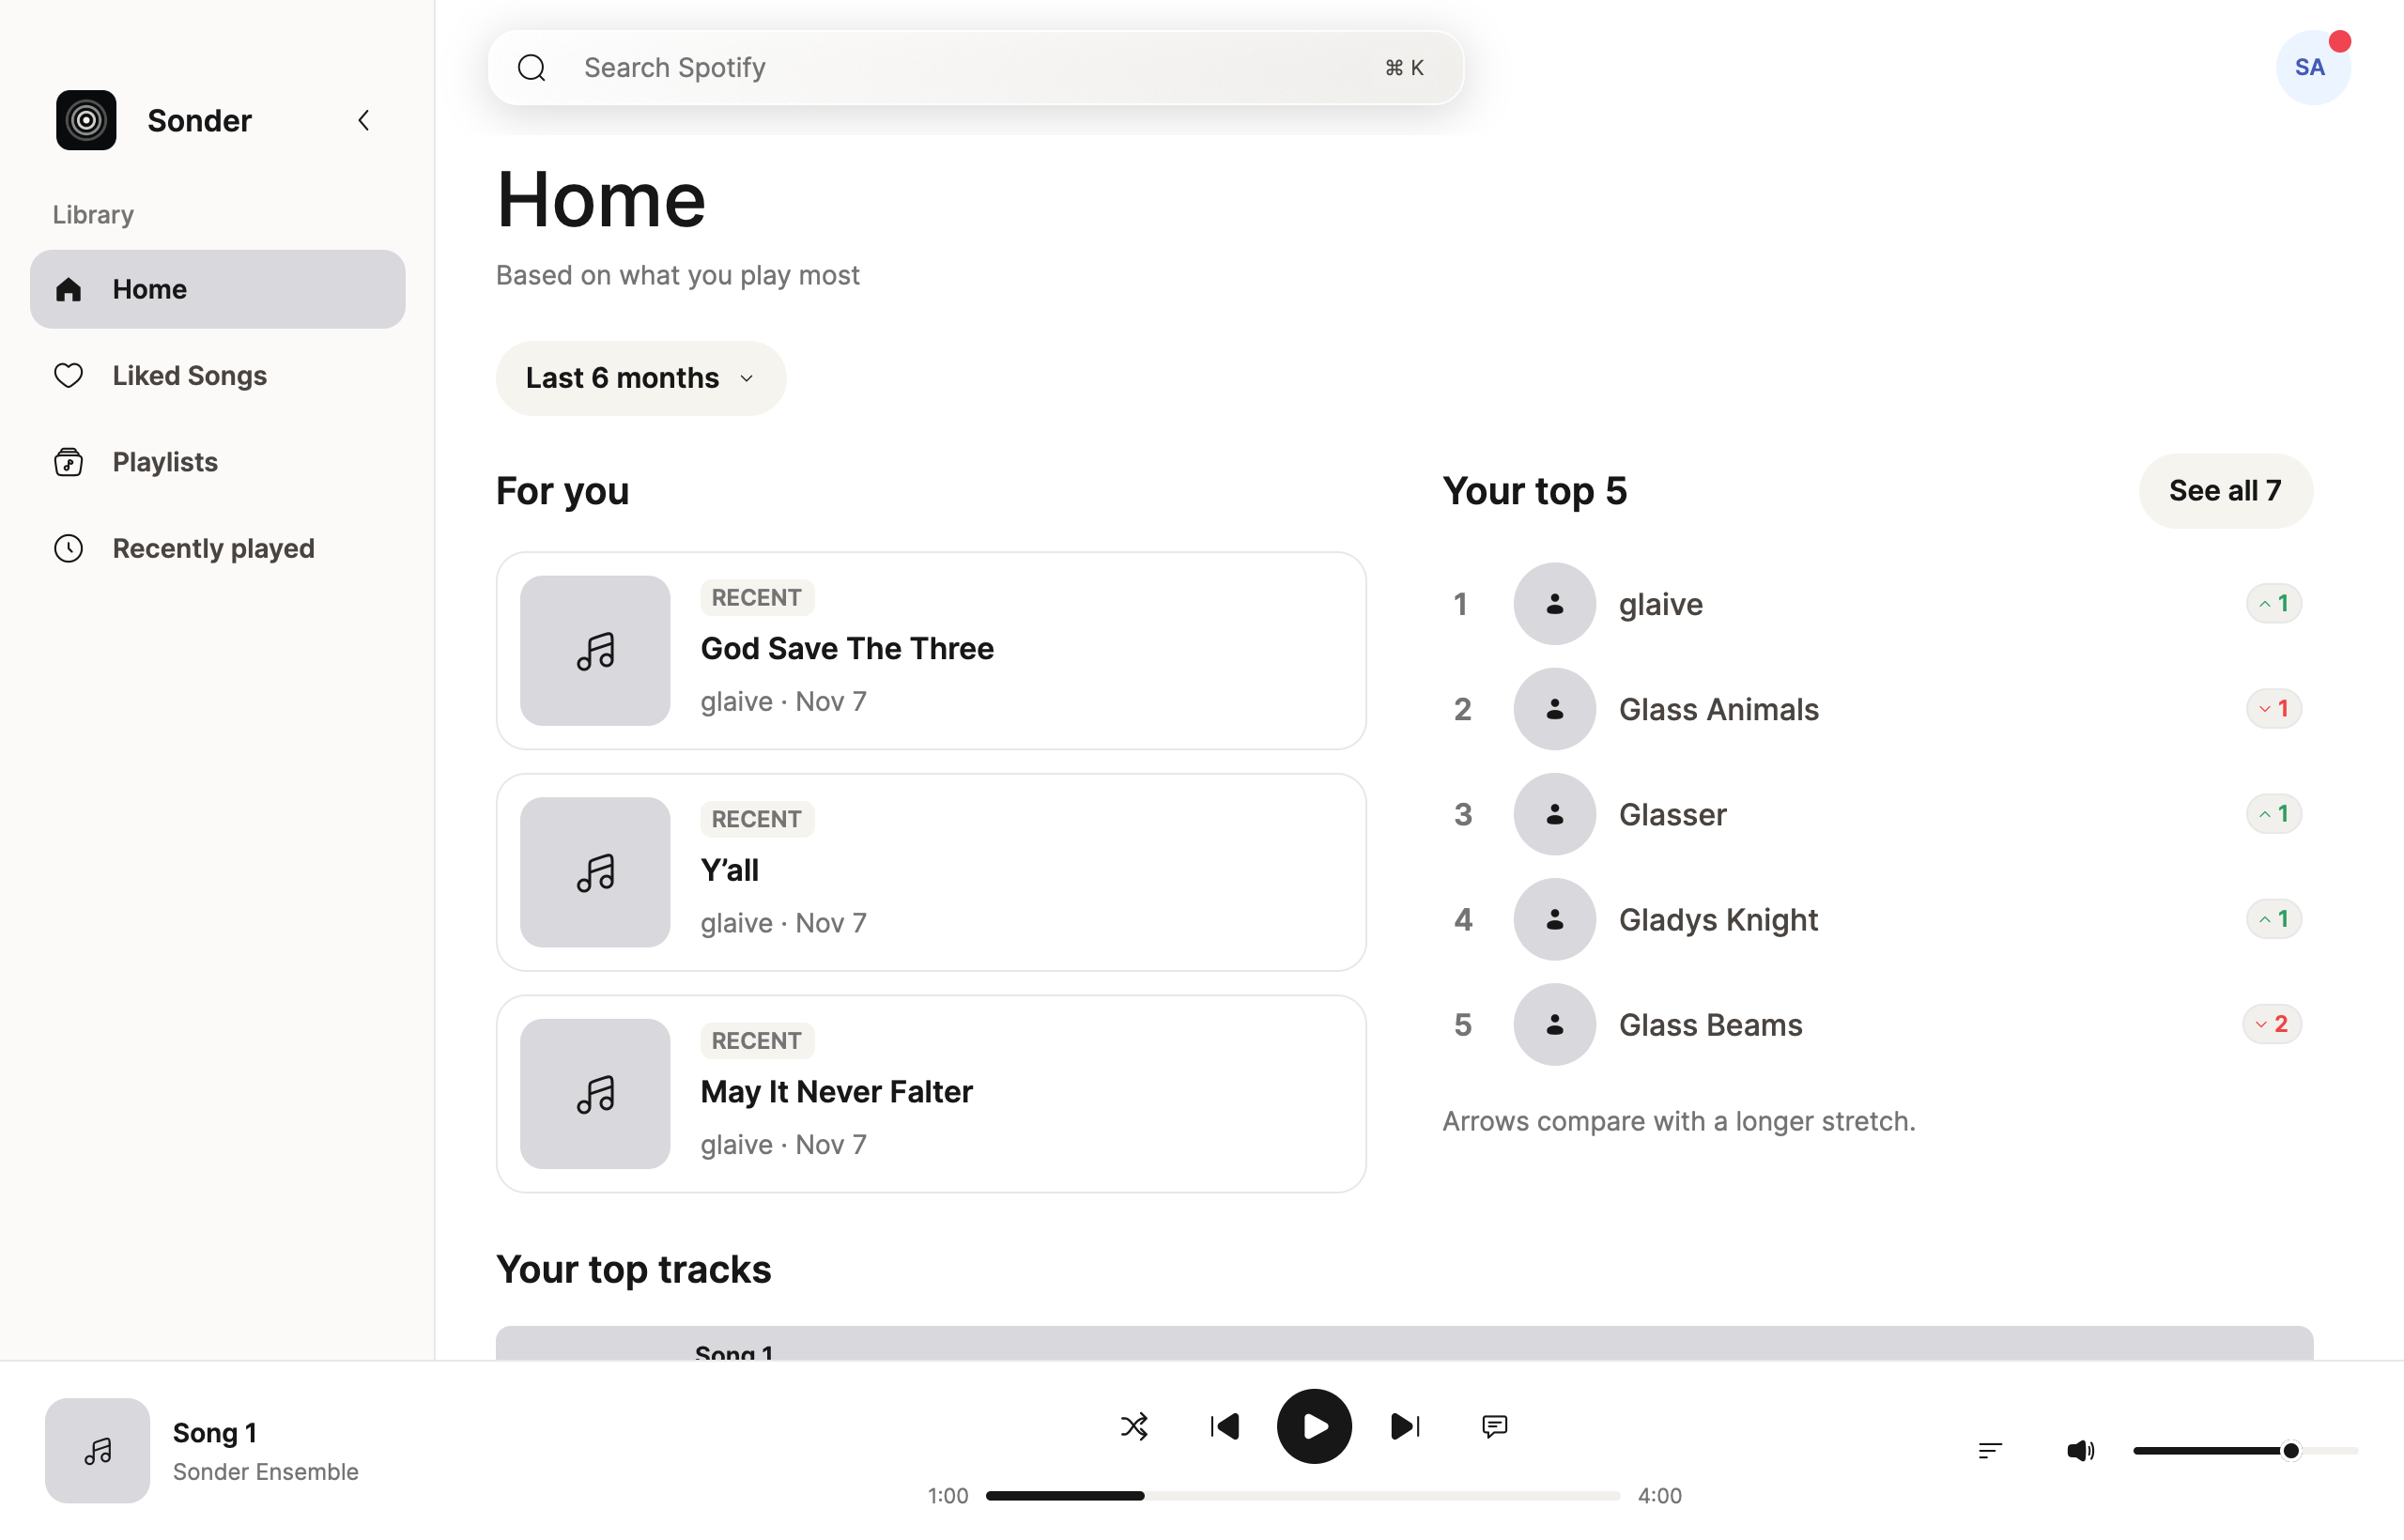 Sonder
Library
Home
Liked Songs
Playlists
Recently played
Search Spotify
⌘ K
SA
Home
Based on what you play most
Last 6 months
For you
RECENT
God Save The Three
glaive · Nov 7
RECENT
Y’all
glaive · Nov 7
RECENT
May It Never Falter
glaive · Nov 7
Your top 5
See all 7
1 glaive 1
2 Glass Animals 1
3 Glasser 1
4 Gladys Knight 1
5 Glass Beams 2
Arrows compare with a longer stretch.
Your top tracks
Song 1
Song 1
Sonder Ensemble
1:00
4:00